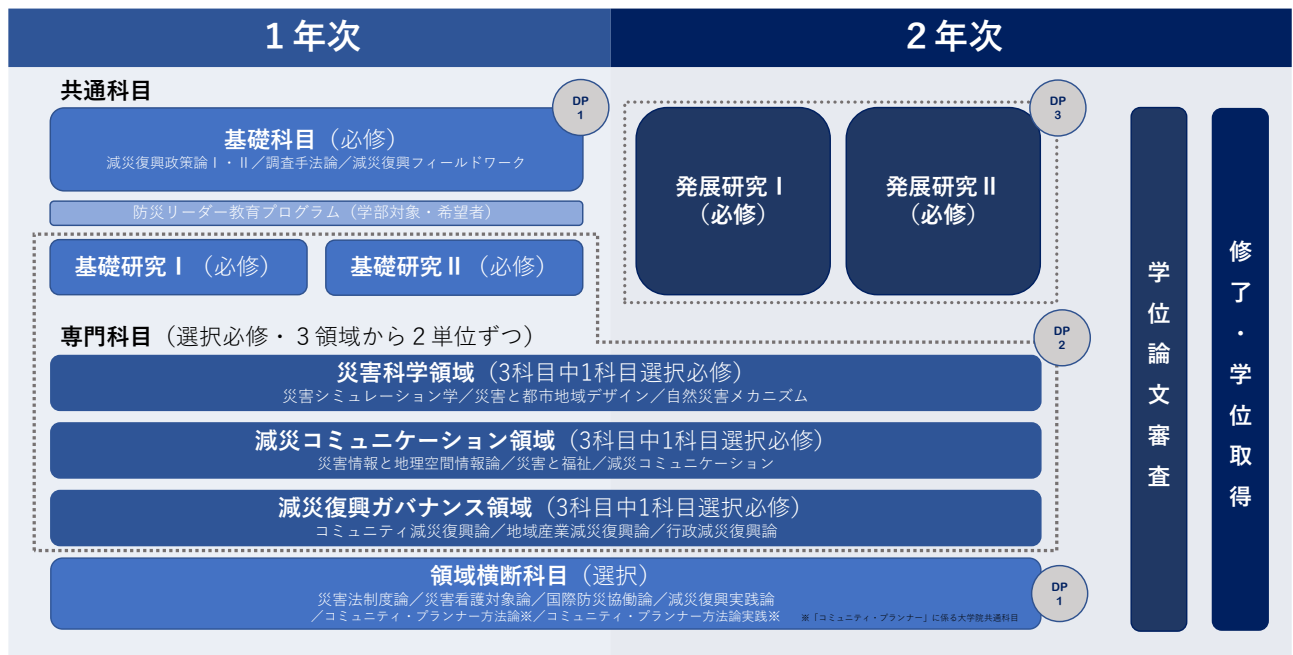 1年次
2年次
共通科目
DP
1
基礎科目（必修）
減災復興政策論Ⅰ・Ⅱ／調査手法論／減災復興フィールドワーク
防災リーダー教育プログラム（学部対象・希望者）
基礎研究Ⅰ（必修）
基礎研究Ⅱ（必修）
DP
3
発展研究Ⅰ
（必修）
発展研究Ⅱ
（必修）
専門科目（選択必修・３領域から２単位ずつ）
DP
2
災害科学領域（3科目中1科目選択必修）
災害シミュレーション学／災害と都市地域デザイン／自然災害メカニズム
減災コミュニケーション領域（3科目中1科目選択必修）
災害情報と地理空間情報論／災害と福祉／減災コミュニケーション
減災復興ガバナンス領域（3科目中1科目選択必修）
コミュニティ減災復興論／地域産業減災復興論／行政減災復興論
領域横断科目（選択）
災害法制度論／災害看護対象論／国際防災協働論／減災復興実践論
／コミュニティ・プランナー方法論※／コミュニティ・プランナー方法論実践※
※「コミュニティ・プランナー」に係る大学院共通科目
DP
1
学位論文審査
修了・学位取得